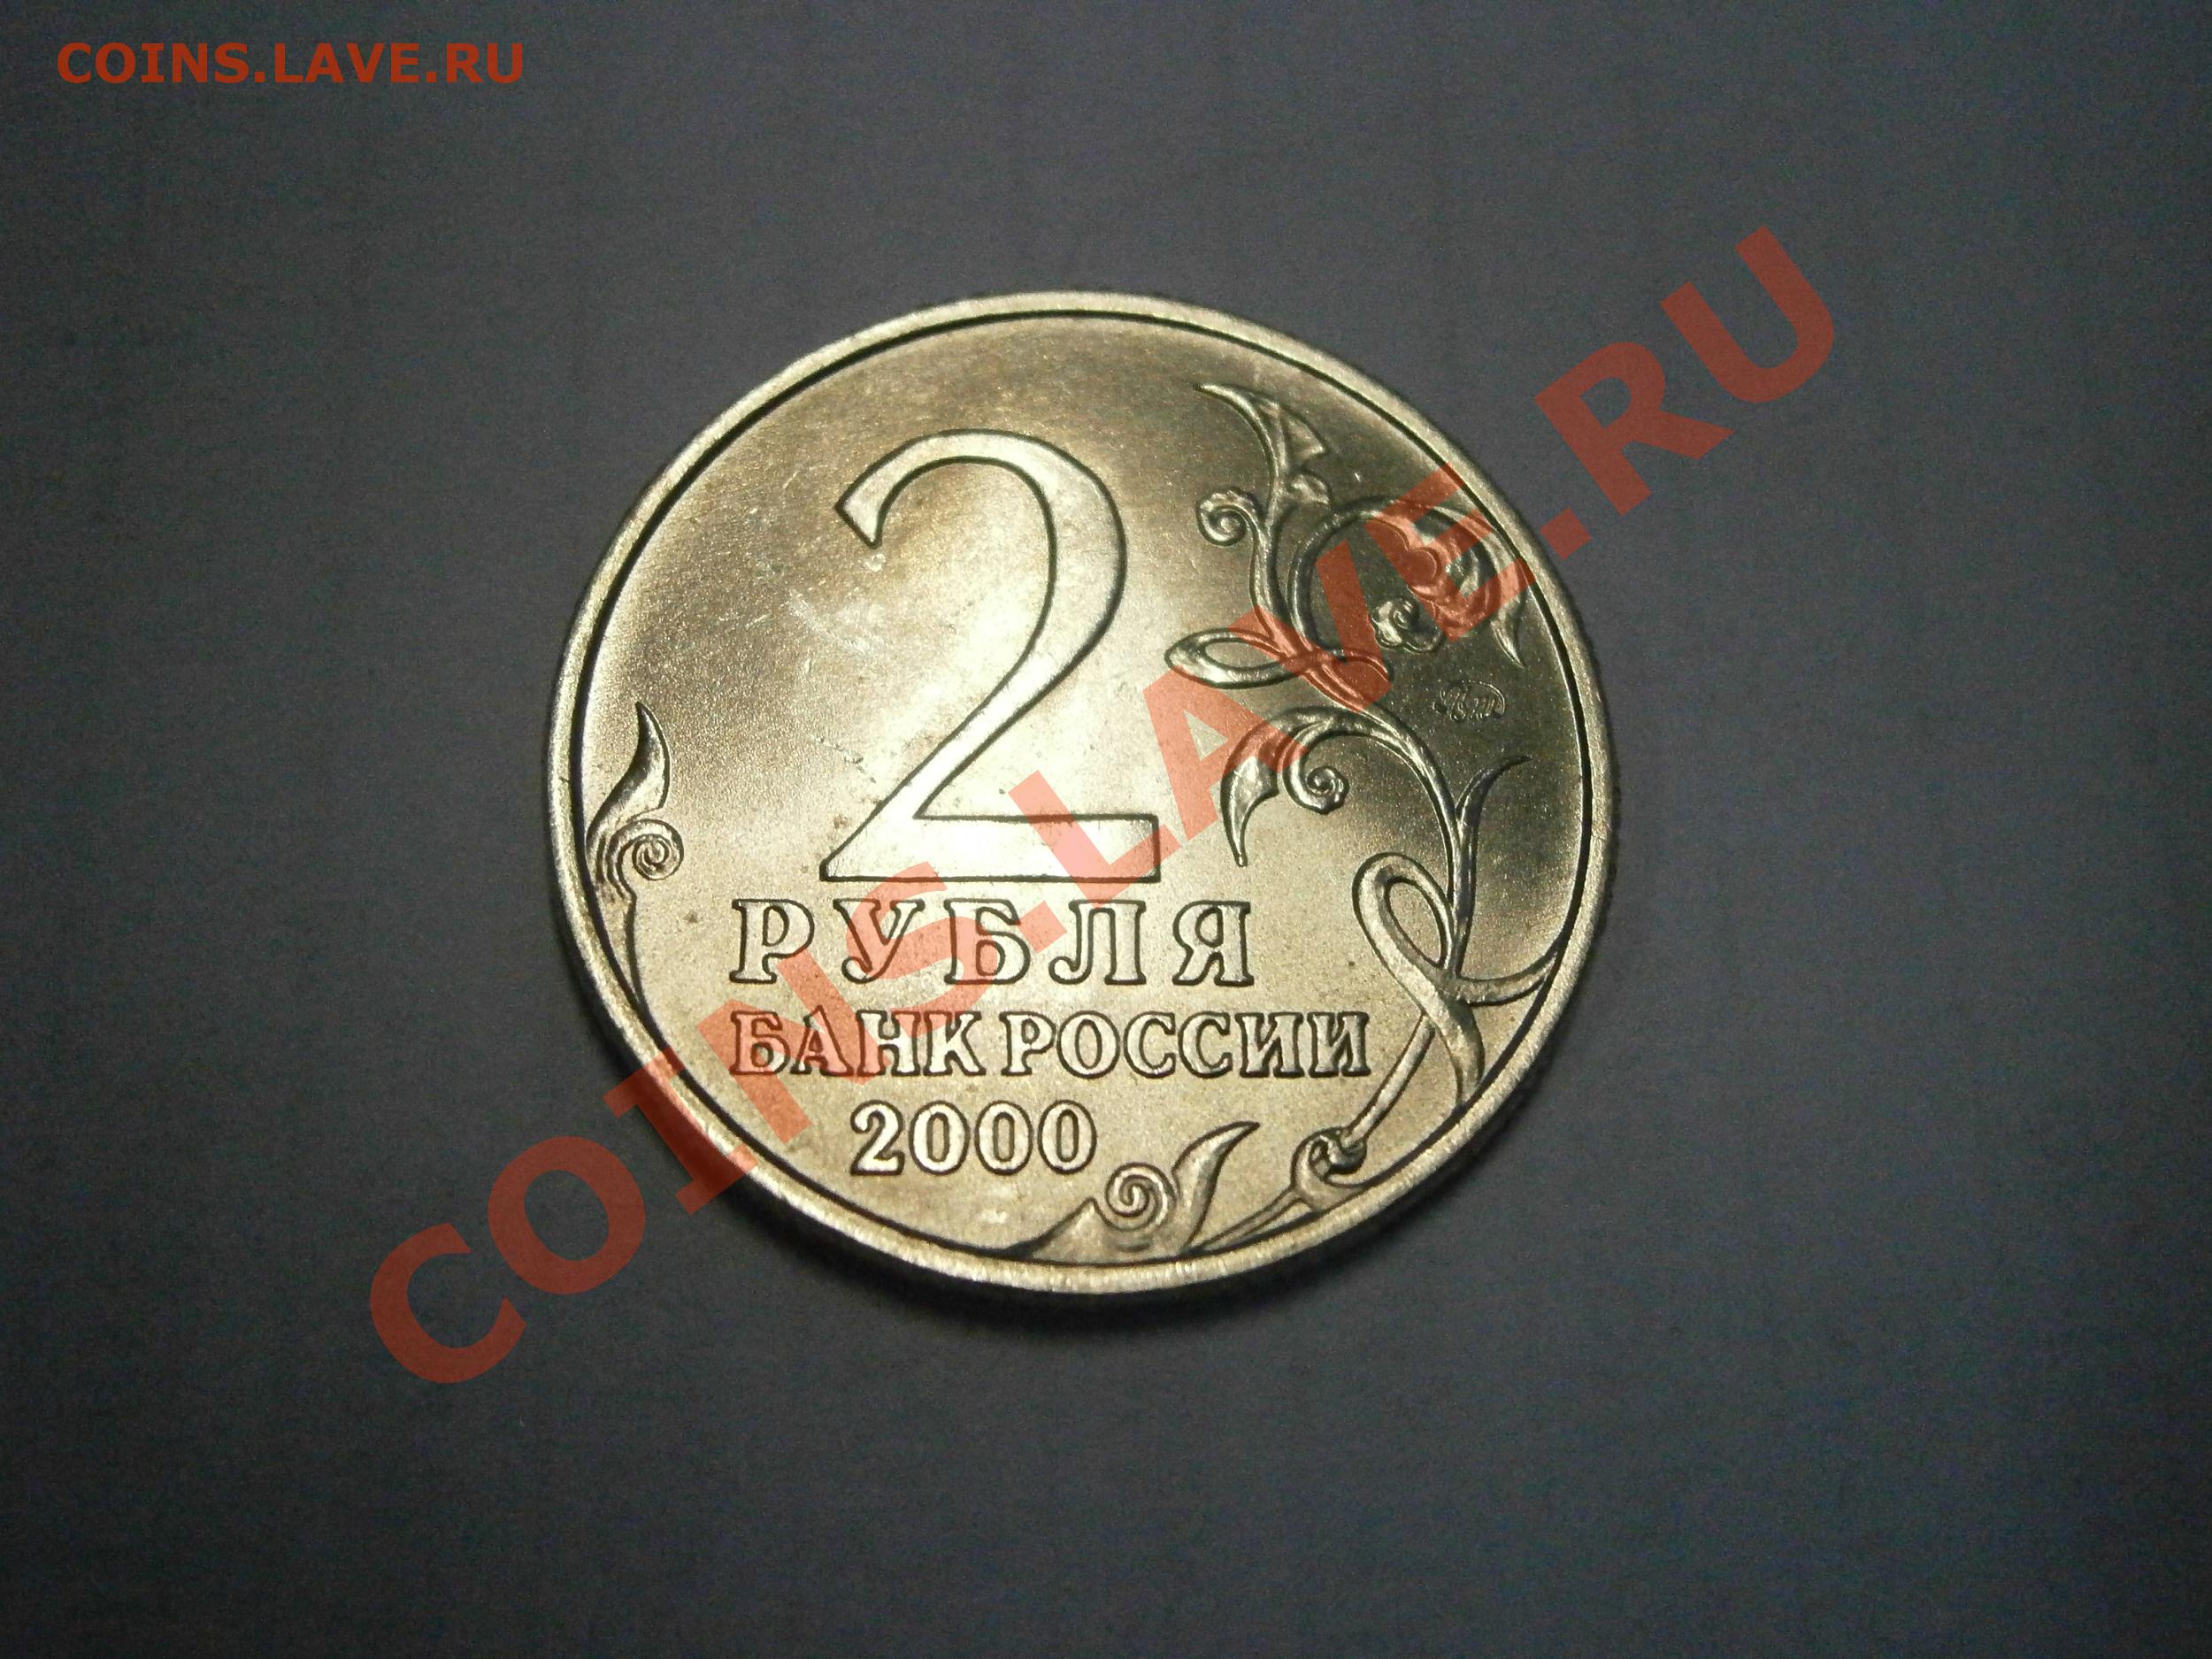 COINS.LAVE.RU
2
РУБЛЯ
БАНК РОССИИ
2000
COINS.LAVE.RU